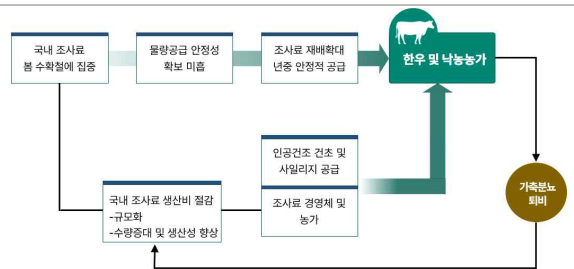 국내 조사료
봄 수확철에 집중
물량공급 안정성
확보 미흡
조사료 재배확대
년중 안정적 공급
한우 및 낙농농가
인공건조 건초 및
사일리지 공급
조사료 경영체 및
농가
국내 조사료 생산비 절감
-규모화
-수량증대 및 생산성 향상
가축분뇨
퇴비